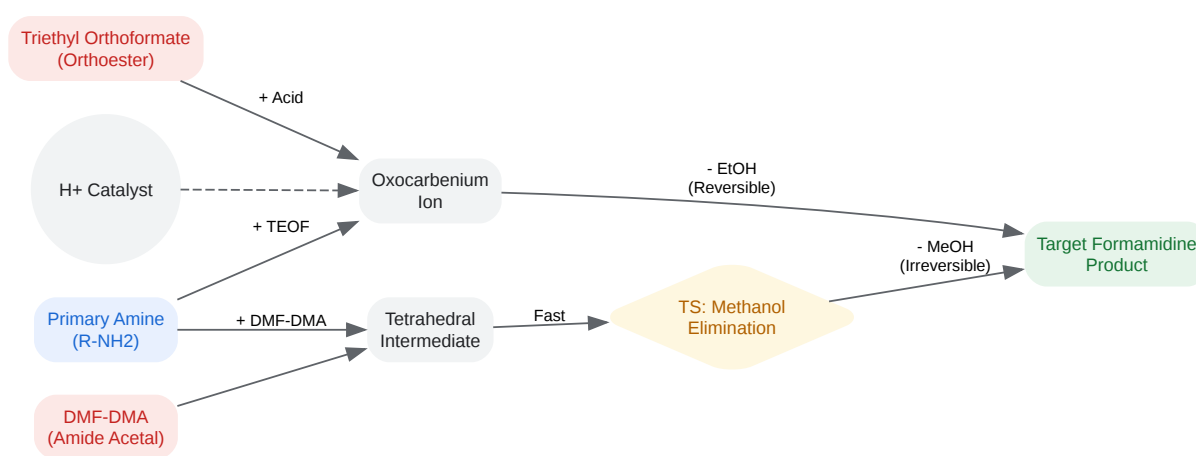 Triethyl Orthoformate
(Orthoester)
+ Acid
H+ Catalyst
Oxocarbenium
Ion
- EtOH
(Reversible)
+ TEOF
Target Formamidine
Product
- MeOH
(Irreversible)
Primary Amine
(R-NH2)
+ DMF-DMA
Tetrahedral
Intermediate
Fast
TS: Methanol
Elimination
DMF-DMA
(Amide Acetal)